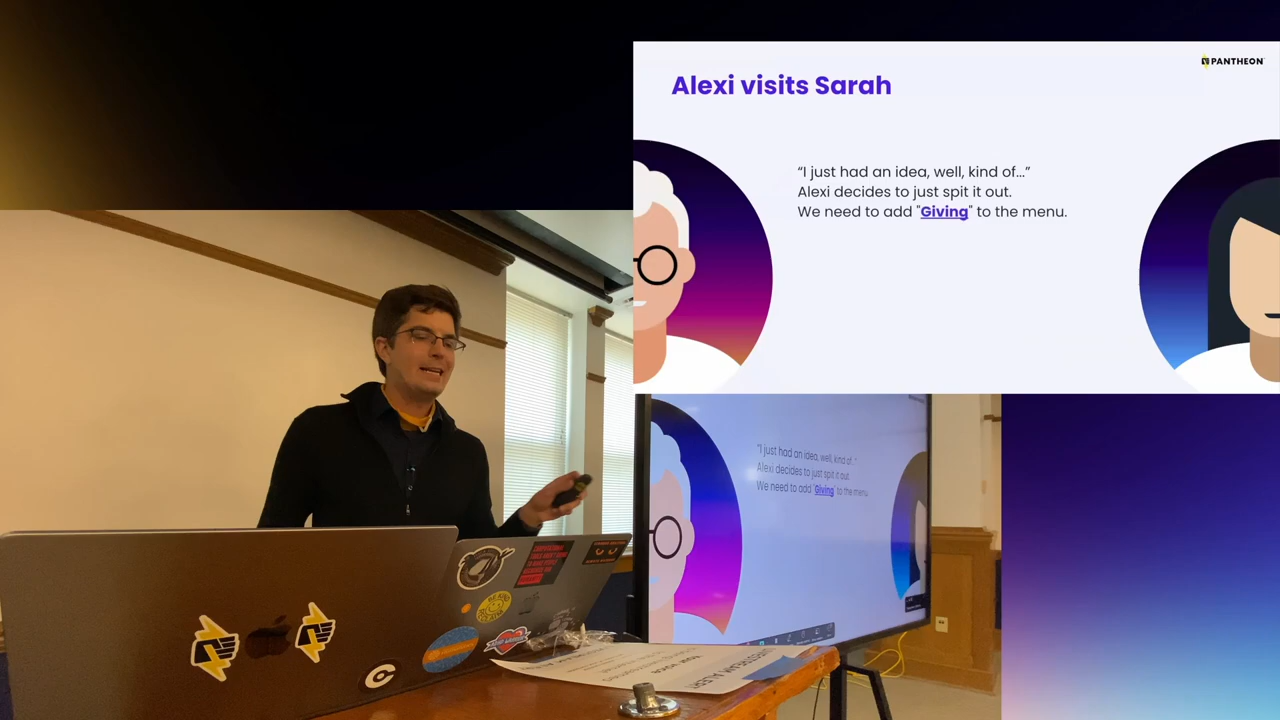 PANTHEON
Alexi visits Sarah
“I just had an idea, well, kind of...”
Alexi decides to just spit it out.
We need to add "Giving" to the menu.
"I just had an idea, well, kind of..."
Alexi decides to just spit it out.
We need to add "Giving" to the menu.
LIVESTREAM ALERT